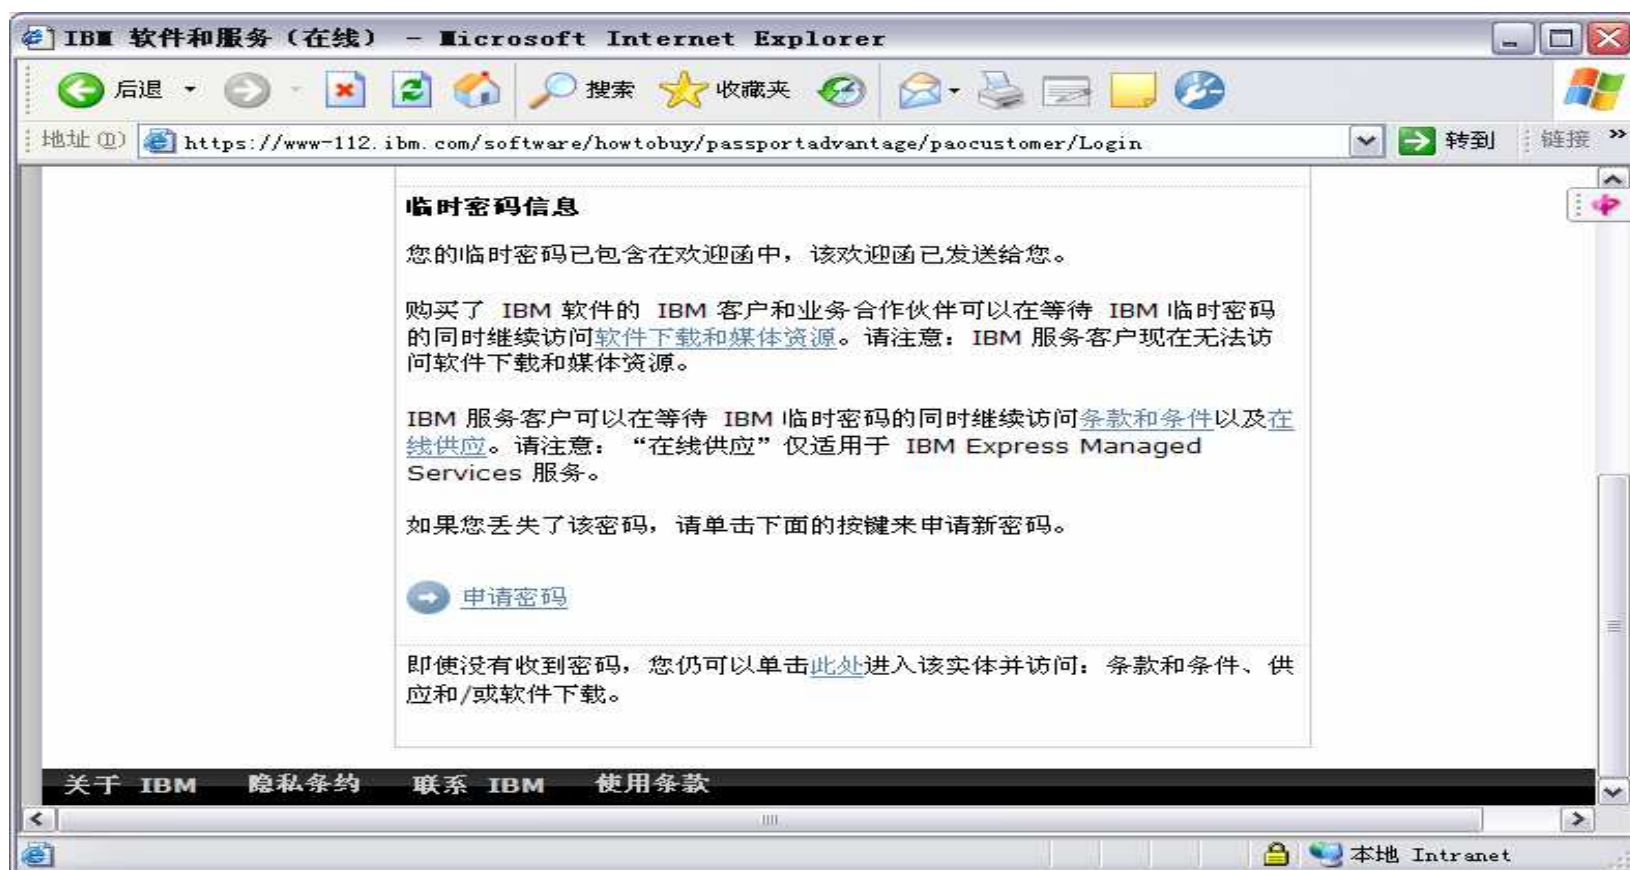 IBM 软件和服务（在线） - Microsoft Internet Explorer
后退 搜索 收藏夹
地址(D) https://www-112.ibm.com/software/howtobuy/passportadvantage/paocustomer/Login 转到 链接 »
临时密码信息
您的临时密码已包含在欢迎函中，该欢迎函已发送给您。
购买了 IBM 软件的 IBM 客户和业务合作伙伴可以在等待 IBM 临时密码
的同时继续访问软件下载和媒体资源。请注意：IBM 服务客户现在无法访
问软件下载和媒体资源。
IBM 服务客户可以在等待 IBM 临时密码的同时继续访问条款和条件以及在
线供应。请注意：“在线供应”仅适用于 IBM Express Managed
Services 服务。
如果您丢失了该密码，请单击下面的按键来申请新密码。
申请密码
即使没有收到密码，您仍可以单击此处进入该实体并访问：条款和条件、供
应和/或软件下载。
关于 IBM 隐私条约 联系 IBM 使用条款
本地 Intranet